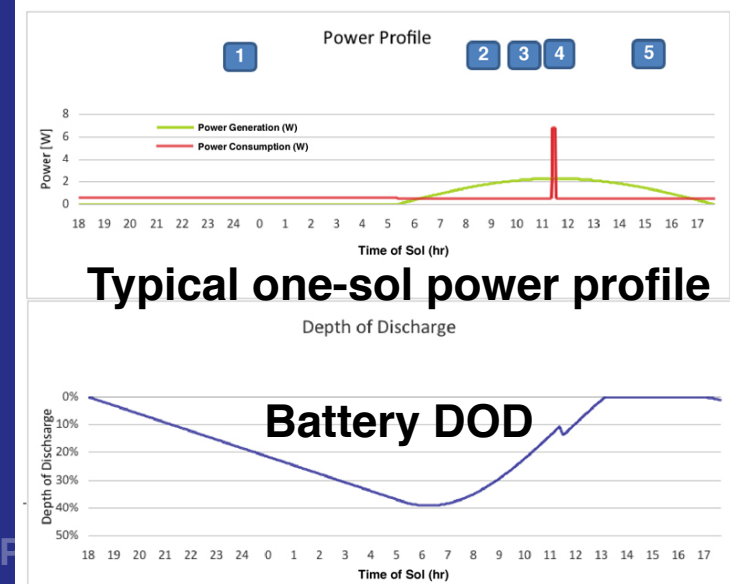 Power Profile
1 2 3 4 5
8
6
4
2
0
Power [W]
Power Generation (W)
Power Consumption (W)
18 19 20 21 22 23 24 0 1 2 3 4 5 6 7 8 9 10 11 12 13 14 15 16 17
Time of Sol (hr)
Typical one-sol power profile
Depth of Discharge
0%
10%
20%
30%
40%
50%
Depth of Dischsarge
Battery DOD
18 19 20 21 22 23 24 0 1 2 3 4 5 6 7 8 9 10 11 12 13 14 15 16 17
Time of Sol (hr)